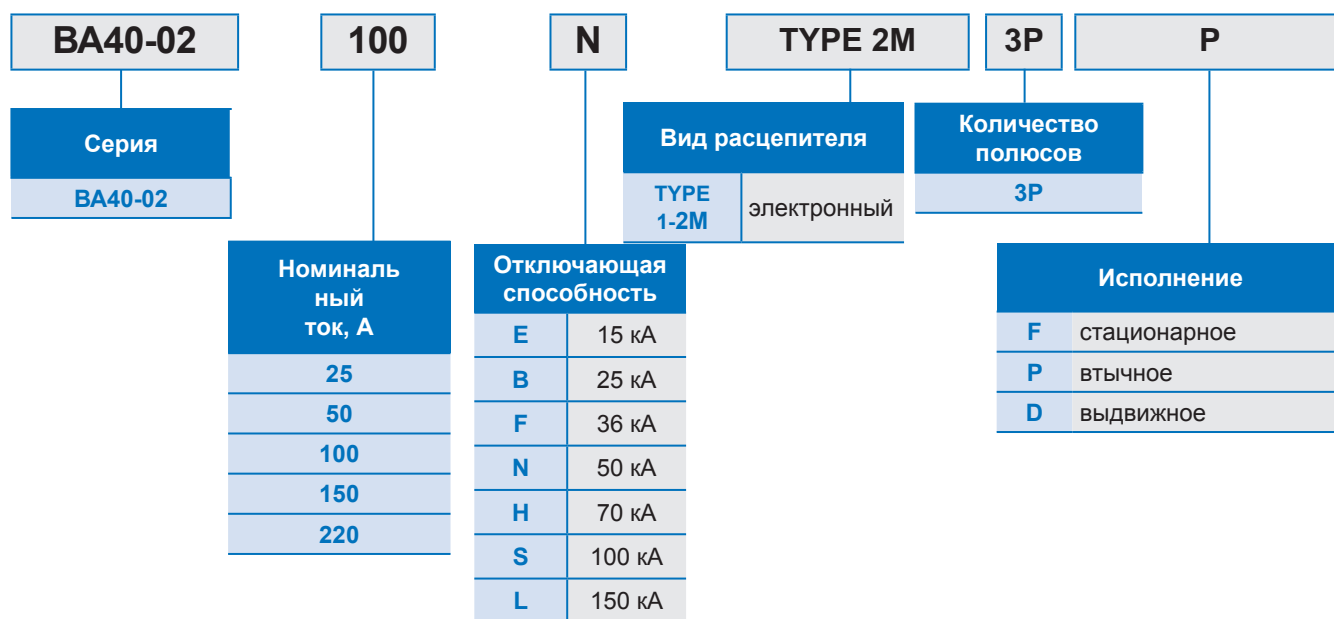 ВА40-02 100 N TYPE 2M 3P P
Серия
ВА40-02
Номиналь
ный
ток, А
25
50
100
150
220
Отключающая
способность
E 15 кА
B 25 кА
F 36 кА
N 50 кА
H 70 кА
S 100 кА
L 150 кА
Вид расцепителя
TYPE
1-2M
электронный
Количество
полюсов
3P
Исполнение
F стационарное
P втычное
D выдвижное